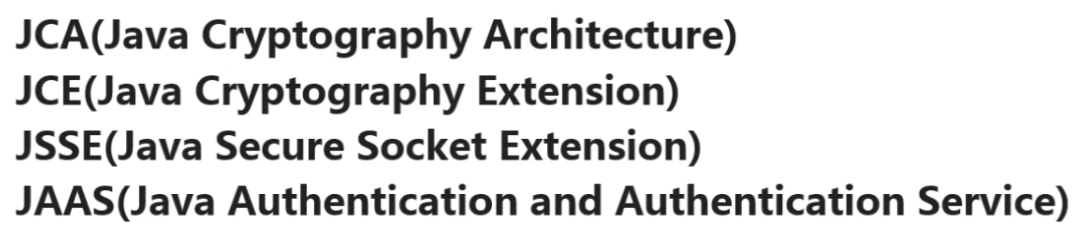 JCA(Java Cryptography Architecture)
JCE(Java Cryptography Extension)
JSSE(Java Secure Socket Extension)
JAAS(Java Authentication and Authentication Service)